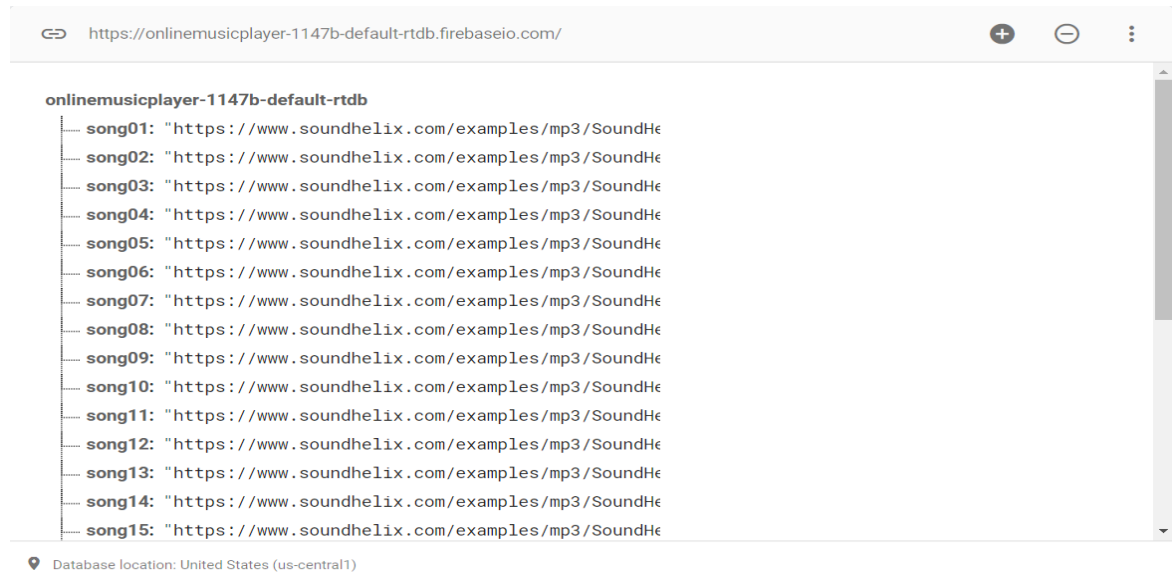 https://onlinemusicplayer-1147b-default-rtdb.firebaseio.com/
onlinemusicplayer-1147b-default-rtdb
song01: "https://www.soundhelix.com/examples/mp3/SoundHe
song02: "https://www.soundhelix.com/examples/mp3/SoundHe
song03: "https://www.soundhelix.com/examples/mp3/SoundHe
song04: "https://www.soundhelix.com/examples/mp3/SoundHe
song05: "https://www.soundhelix.com/examples/mp3/SoundHe
song06: "https://www.soundhelix.com/examples/mp3/SoundHe
song07: "https://www.soundhelix.com/examples/mp3/SoundHe
song08: "https://www.soundhelix.com/examples/mp3/SoundHe
song09: "https://www.soundhelix.com/examples/mp3/SoundHe
song10: "https://www.soundhelix.com/examples/mp3/SoundHe
song11: "https://www.soundhelix.com/examples/mp3/SoundHe
song12: "https://www.soundhelix.com/examples/mp3/SoundHe
song13: "https://www.soundhelix.com/examples/mp3/SoundHe
song14: "https://www.soundhelix.com/examples/mp3/SoundHe
song15: "https://www.soundhelix.com/examples/mp3/SoundHe
Database location: United States (us-central1)